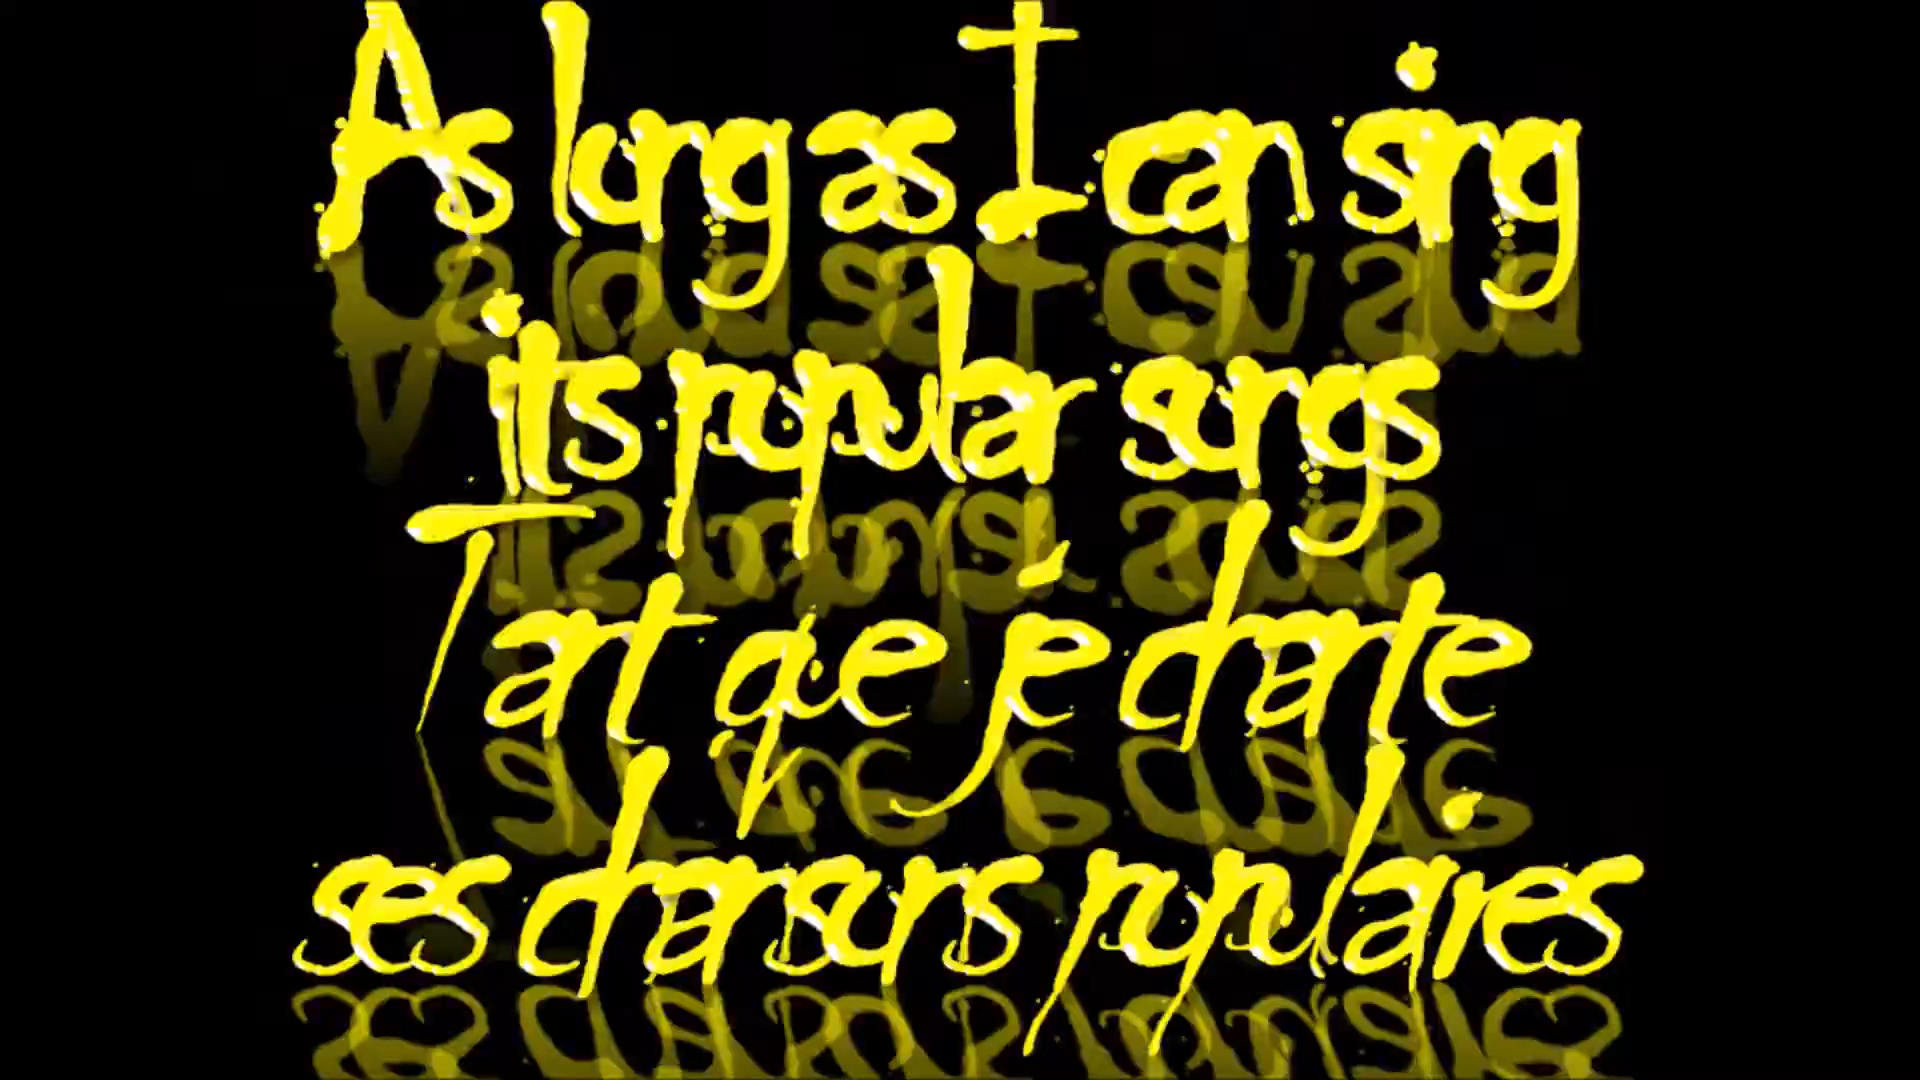 As long as I can sing
its popular songs
Tant que je chante
ses chansons populaires